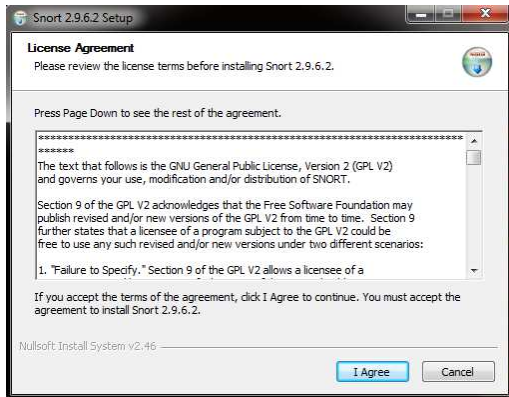 Snort 2.9.6.2 Setup
License Agreement
Please review the license terms before installing Snort 2.9.6.2.
Press Page Down to see the rest of the agreement.
***********************************************************************
******
The text that follows is the GNU General Public License, Version 2 (GPL V2)
and governs your use, modification and/or distribution of SNORT.
Section 9 of the GPL V2 acknowledges that the Free Software Foundation may
publish revised and/or new versions of the GPL V2 from time to time.  Section 9
further states that a licensee of a program subject to the GPL V2 could be
free to use any such revised and/or new versions under two different scenarios:
1. "Failure to Specify." Section 9 of the GPL V2 allows a licensee of a
If you accept the terms of the agreement, click I Agree to continue. You must accept the
agreement to install Snort 2.9.6.2.
Nullsoft Install System v2.46
I Agree
Cancel